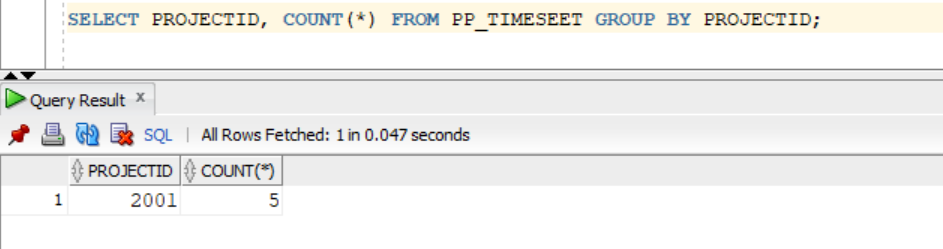 SELECT PROJECTID, COUNT(*) FROM PP_TIMESEET GROUP BY PROJECTID;
Query Result x
SQL | All Rows Fetched: 1 in 0.047 seconds
PROJECTID COUNT(*)
1 2001 5